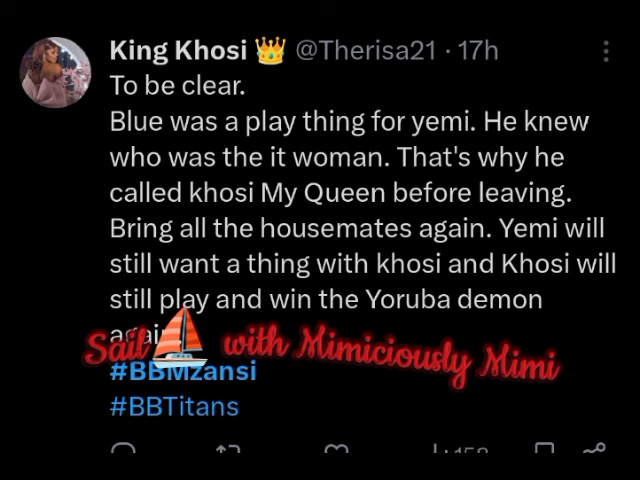 King Khosi 👑 @Therisa21 · 17h
To be clear.
Blue was a play thing for yemi. He knew
who was the it woman. That's why he
called khosi My Queen before leaving.
Bring all the housemates again. Yemi will
still want a thing with khosi and Khosi will
still play and win the Yoruba demon
again.
Sail with Mimiciously Mimi
#BBMzansi
#BBTitans